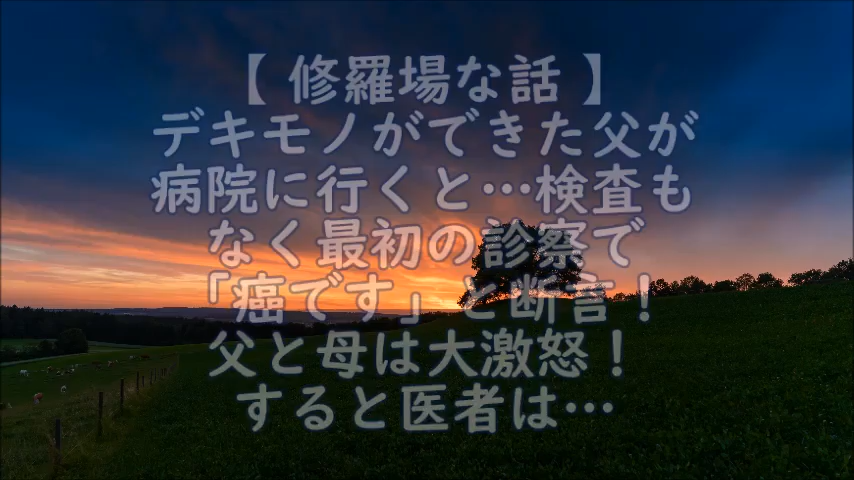 【 修羅場な話 】
デキモノができた父が
病院に行くと…検査も
なく最初の診察で
「癌です」と断言！
父と母は大激怒！
すると医者は…